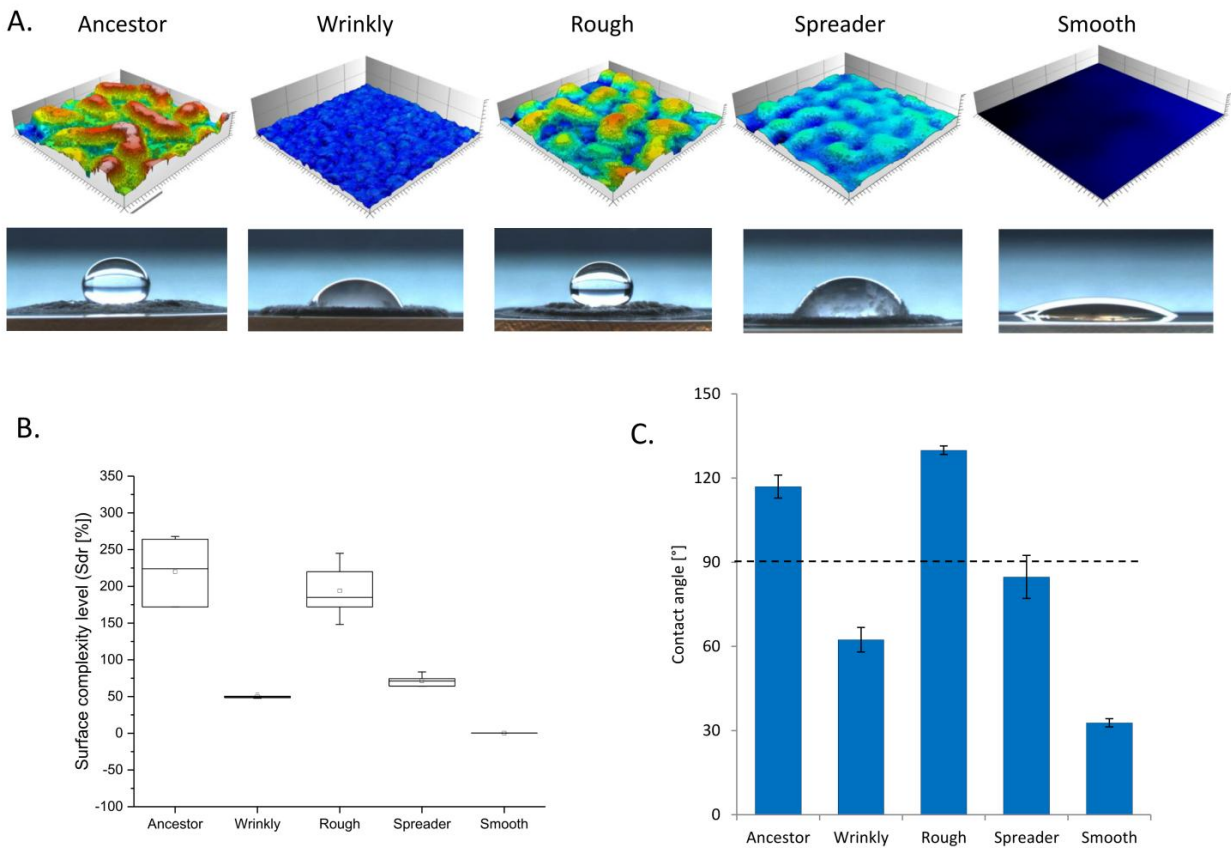 A.
Ancestor Wrinkly Rough Spreader Smooth
B.
Surface complexity level (Sdr [%])
350
300
250
200
150
100
50
0
-50
-100
Ancestor Wrinkly Rough Spreader Smooth
C.
Contact angle [°]
150
120
90
60
30
0
Ancestor Wrinkly Rough Spreader Smooth